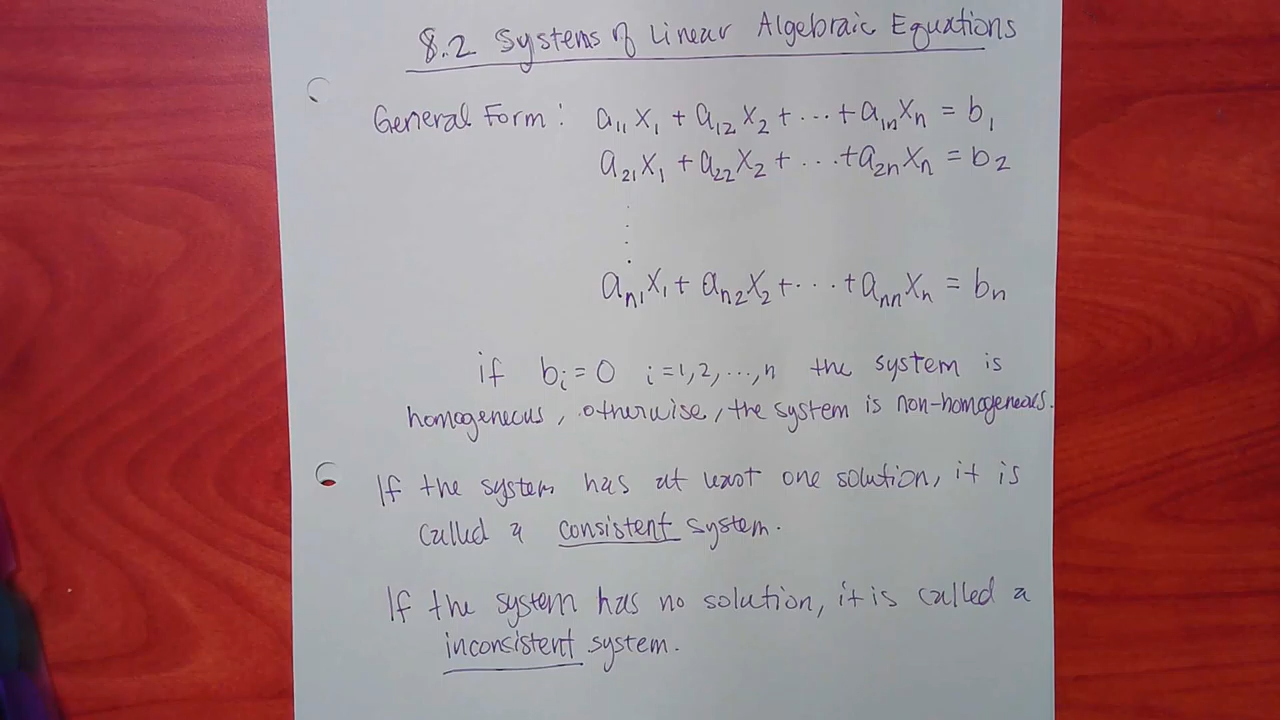 8.2 Systems of Linear Algebraic Equations
General Form: a₁₁x₁ + a₁₂x₂ + ... + a₁ₙxₙ = b₁
a₂₁x₁ + a₂₂x₂ + ... + a₂ₙxₙ = b₂
⋮
aₙ₁x₁ + aₙ₂x₂ + ... + aₙₙxₙ = bₙ
if bᵢ = 0 i = 1, 2, ..., n the system is
homogeneous, otherwise, the system is non-homogeneous.
If the system has at least one solution, it is
called a consistent system.
If the system has no solution, it is called a
inconsistent system.